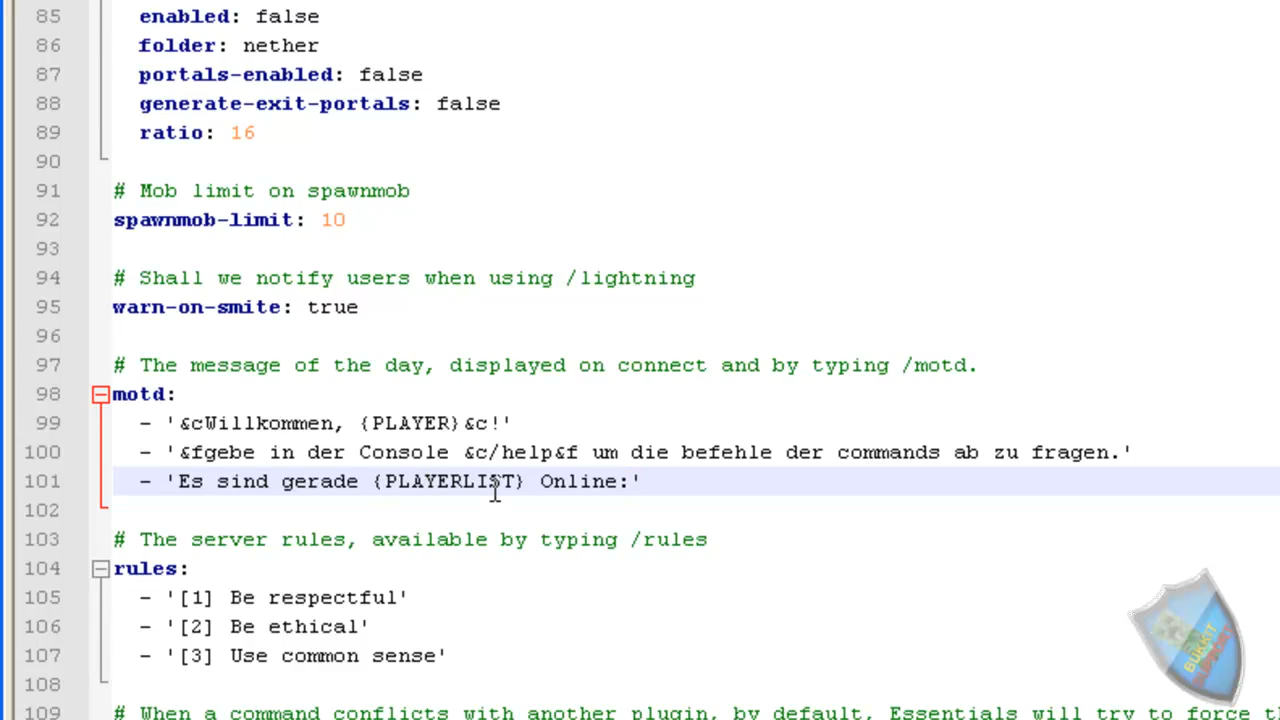 85 enabled: false
86 folder: nether
87 portals-enabled: false
88 generate-exit-portals: false
89 ratio: 16
90
91 # Mob limit on spawnmob
92 spawnmob-limit: 10
93
94 # Shall we notify users when using /lightning
95 warn-on-smite: true
96
97 # The message of the day, displayed on connect and by typing /motd.
98 motd:
99 - '&cWillkommen, {PLAYER}&c!'
100 - '&fgebe in der Console &c/help&f um die befehle der commands ab zu fragen.'
101 - 'Es sind gerade {PLAYERLIST} Online:'
102
103 # The server rules, available by typing /rules
104 rules:
105 - '[1] Be respectful'
106 - '[2] Be ethical'
107 - '[3] Use common sense'
108
109 # When a command conflicts with another plugin, by default, Essentials will try to force t
BUKKIT